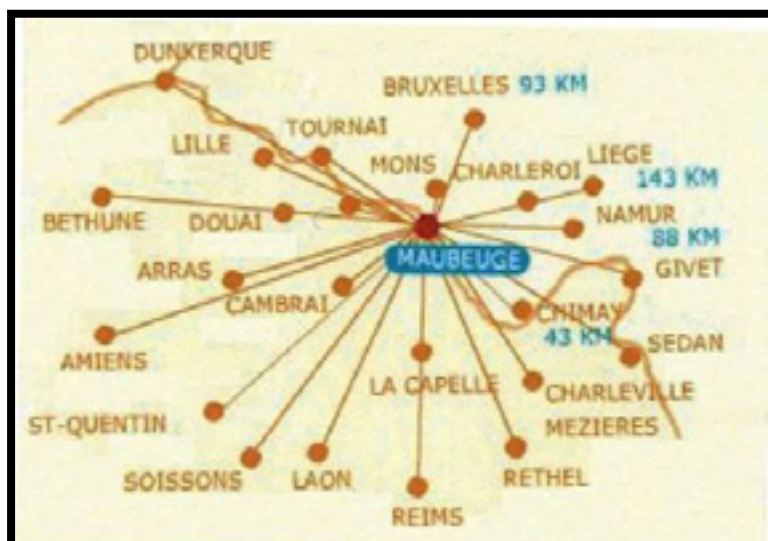 DUNKERQUE
BRUXELLES 93 KM
TOURNAI
LILLE
MONS
CHARLEROI
LIEGE
143 KM
BETHUNE
DOUAI
NAMUR
88 KM
MAUBEUGE
GIVET
ARRAS
CAMBRAI
CHIMAY
43 KM
SEDAN
AMIENS
LA CAPELLE
CHARLEVILLE
MEZIERES
ST-QUENTIN
SOISSONS
LAON
RETHEL
REIMS